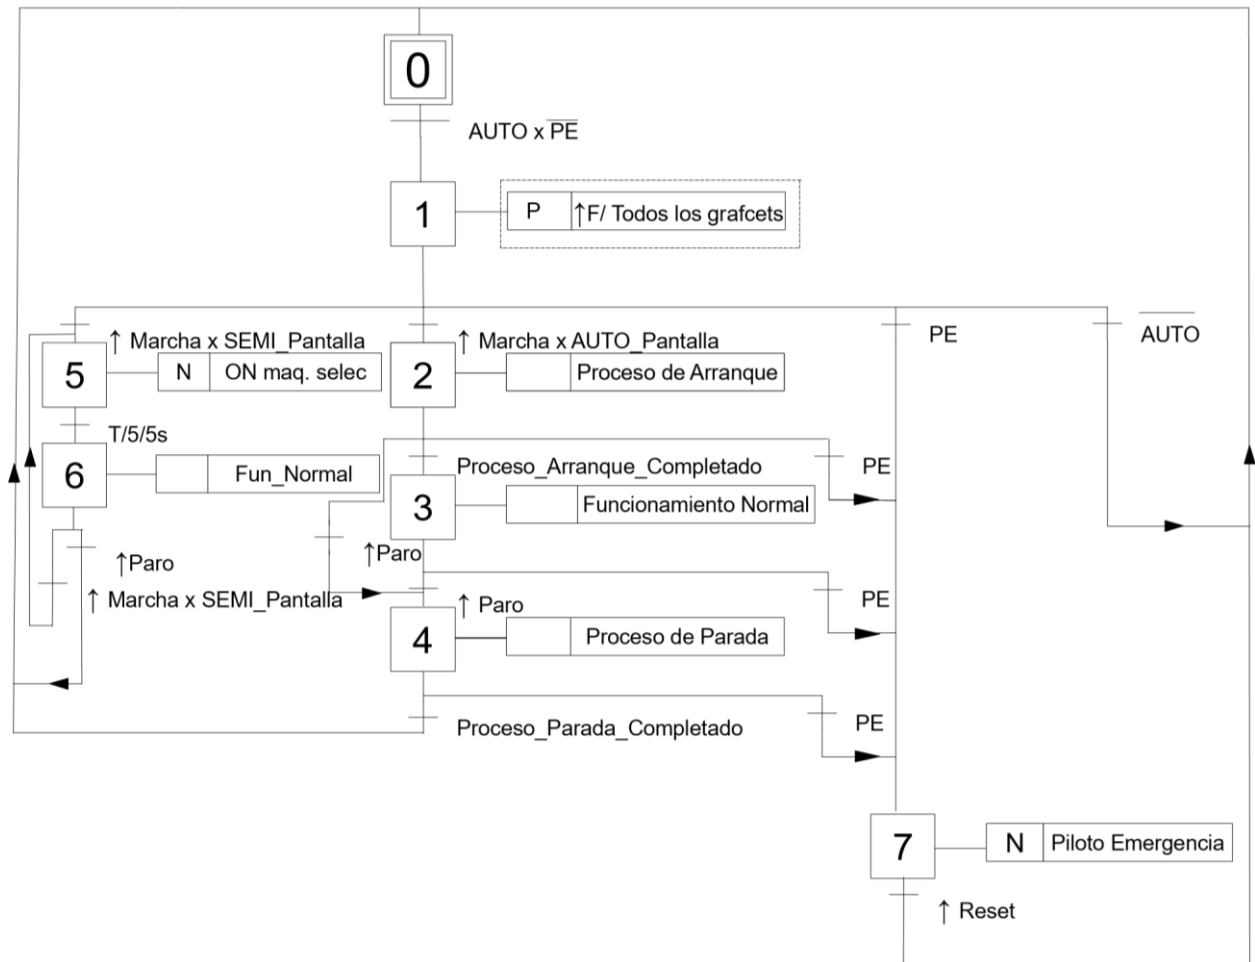 0
AUTO x P̅E̅
1
P ↑F/ Todos los grafcets
↑ Marcha x SEMI_Pantalla
↑ Marcha x AUTO_Pantalla
PE
A̅U̅T̅O̅
5
N ON maq. selec
2
Proceso de Arranque
T/5/5s
6
Fun_Normal
Proceso_Arranque_Completado
PE
3
Funcionamiento Normal
↑Paro
↑Paro
↑ Marcha x SEMI_Pantalla
↑ Paro
PE
4
Proceso de Parada
Proceso_Parada_Completado
PE
7
N Piloto Emergencia
↑ Reset